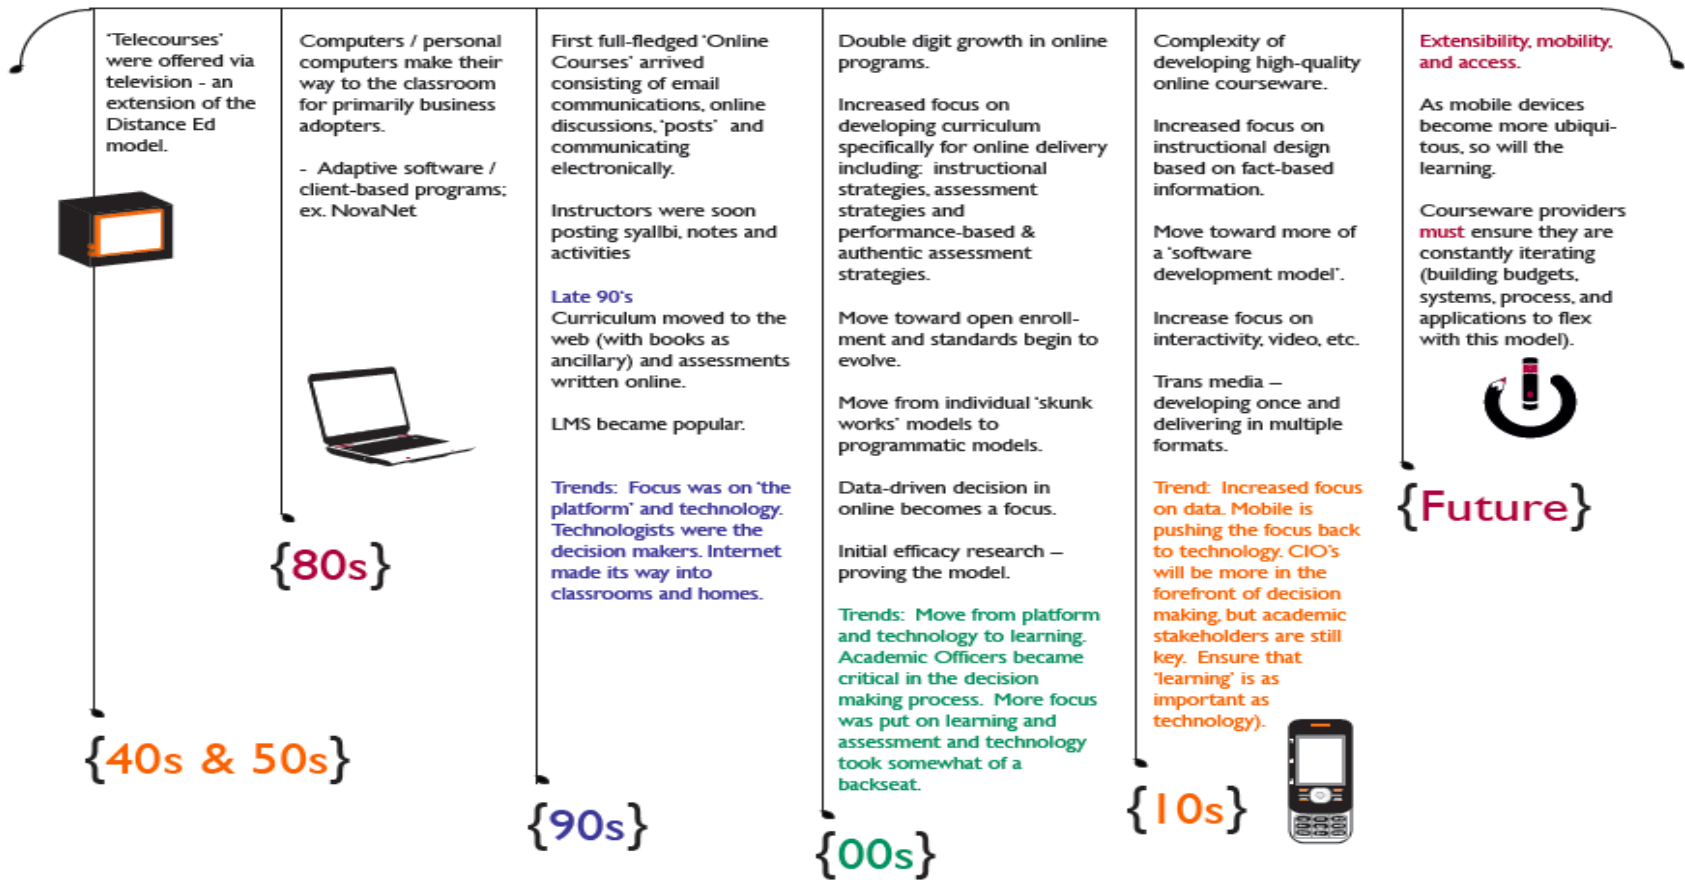 'Telecourses'
were offered via
television - an
extension of the
Distance Ed
model.
{40s & 50s}
Computers / personal
computers make their
way to the classroom
for primarily business
adopters.
- Adaptive software /
client-based programs;
ex. NovaNet
{80s}
First full-fledged 'Online
Courses' arrived
consisting of email
communications, online
discussions, 'posts' and
communicating
electronically.
Instructors were soon
posting syallbi, notes and
activities
Late 90's
Curriculum moved to the
web (with books as
ancillary) and assessments
written online.
LMS became popular.
Trends: Focus was on 'the
platform' and technology.
Technologists were the
decision makers. Internet
made its way into
classrooms and homes.
{90s}
Double digit growth in online
programs.
Increased focus on
developing curriculum
specifically for online delivery
including: instructional
strategies, assessment
strategies and
performance-based &
authentic assessment
strategies.
Move toward open enroll-
ment and standards begin to
evolve.
Move from individual 'skunk
works' models to
programmatic models.
Data-driven decision in
online becomes a focus.
Initial efficacy research –
proving the model.
Trends: Move from platform
and technology to learning.
Academic Officers became
critical in the decision
making process. More focus
was put on learning and
assessment and technology
took somewhat of a
backseat.
{00s}
Complexity of
developing high-quality
online courseware.
Increased focus on
instructional design
based on fact-based
information.
Move toward more of
a 'software
development model'.
Increase focus on
interactivity, video, etc.
Trans media –
developing once and
delivering in multiple
formats.
Trend: Increased focus
on data. Mobile is
pushing the focus back
to technology. CIO's
will be more in the
forefront of decision
making, but academic
stakeholders are still
key. Ensure that
'learning' is as
important as
technology).
{10s}
Extensibility, mobility,
and access.
As mobile devices
become more ubiqui-
tous, so will the
learning.
Courseware providers
must ensure they are
constantly iterating
(building budgets,
systems, process, and
applications to flex
with this model).
{Future}